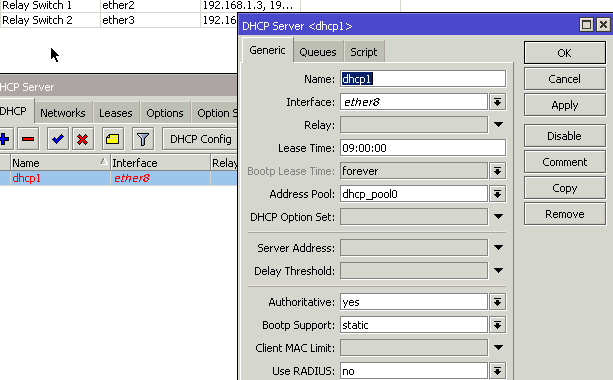 Relay Switch 1 ether2 192.168.1.3, 19...
Relay Switch 2 ether3 192.16
DHCP Server <dhcp1>
Generic Queues Script
Name: dhcp1
Interface: ether8
Relay:
Lease Time: 09:00:00
Bootp Lease Time: forever
Address Pool: dhcp_pool0
DHCP Option Set:
Server Address:
Delay Threshold:
Authoritative: yes
Bootp Support: static
Client MAC Limit:
Use RADIUS: no
OK
Cancel
Apply
Disable
Comment
Copy
Remove
DHCP Server
DHCP Networks Leases Options Option S
DHCP Config
Name Interface Relay
dhcp1 ether8